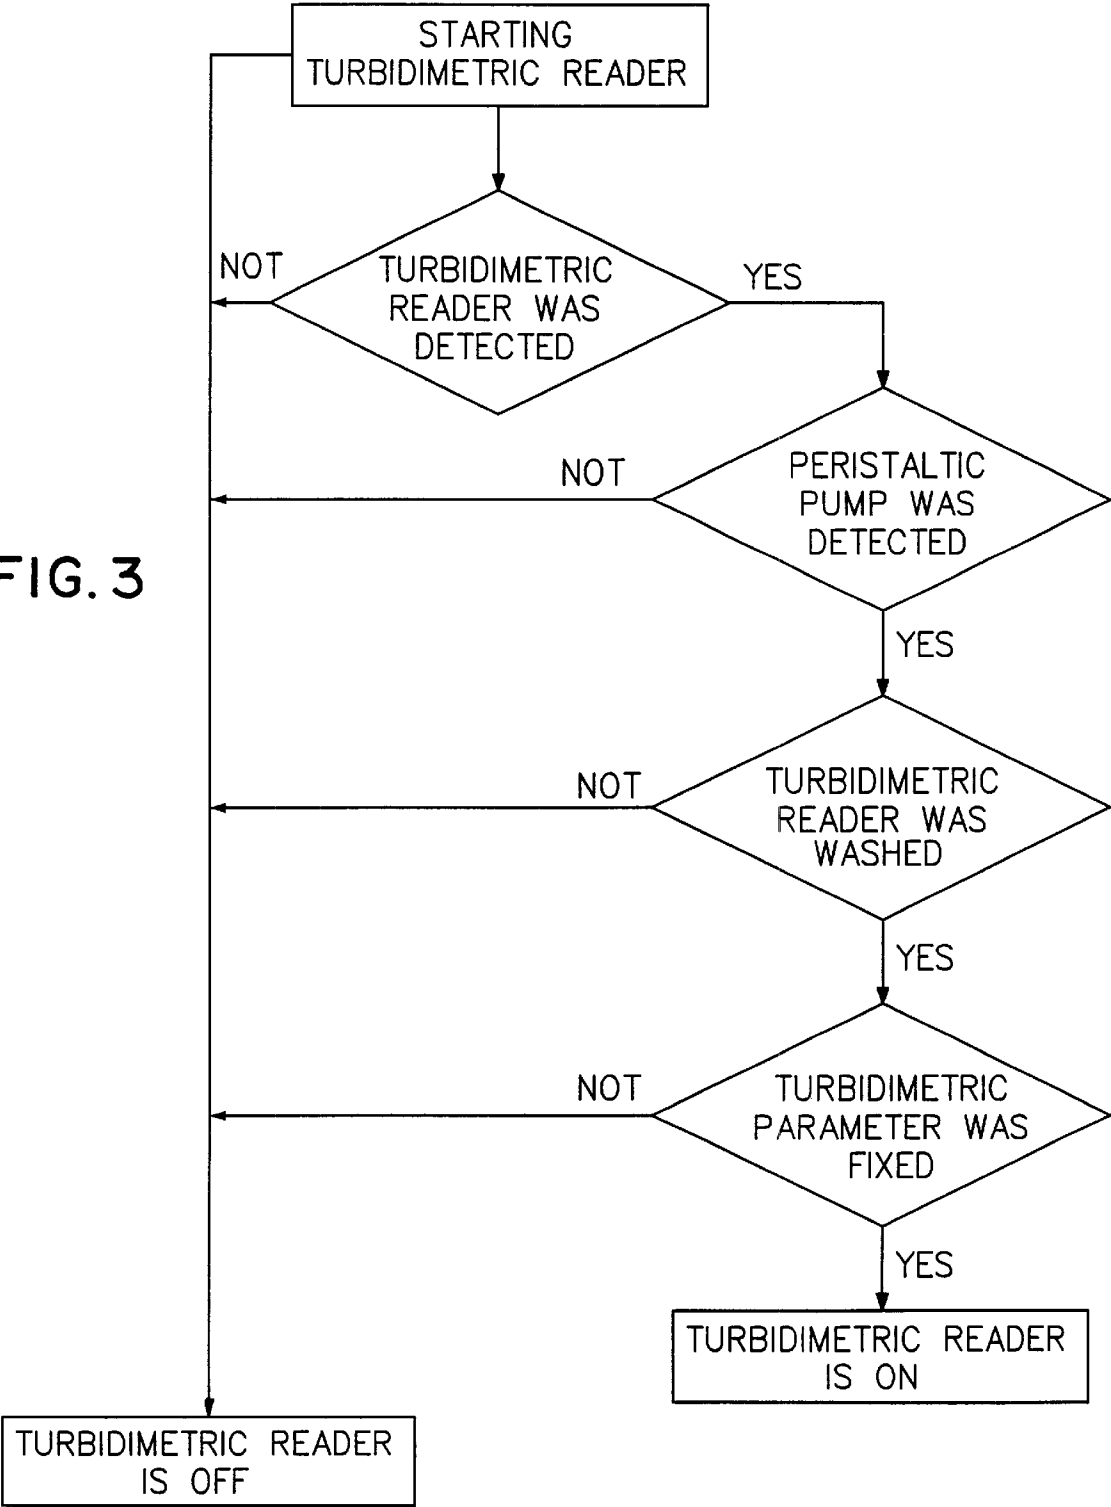 STARTING
TURBIDIMETRIC READER
NOT
TURBIDIMETRIC
READER WAS
DETECTED
YES
NOT
PERISTALTIC
PUMP WAS
DETECTED
FIG. 3
YES
NOT
TURBIDIMETRIC
READER WAS
WASHED
YES
NOT
TURBIDIMETRIC
PARAMETER WAS
FIXED
YES
TURBIDIMETRIC READER
IS ON
TURBIDIMETRIC READER
IS OFF